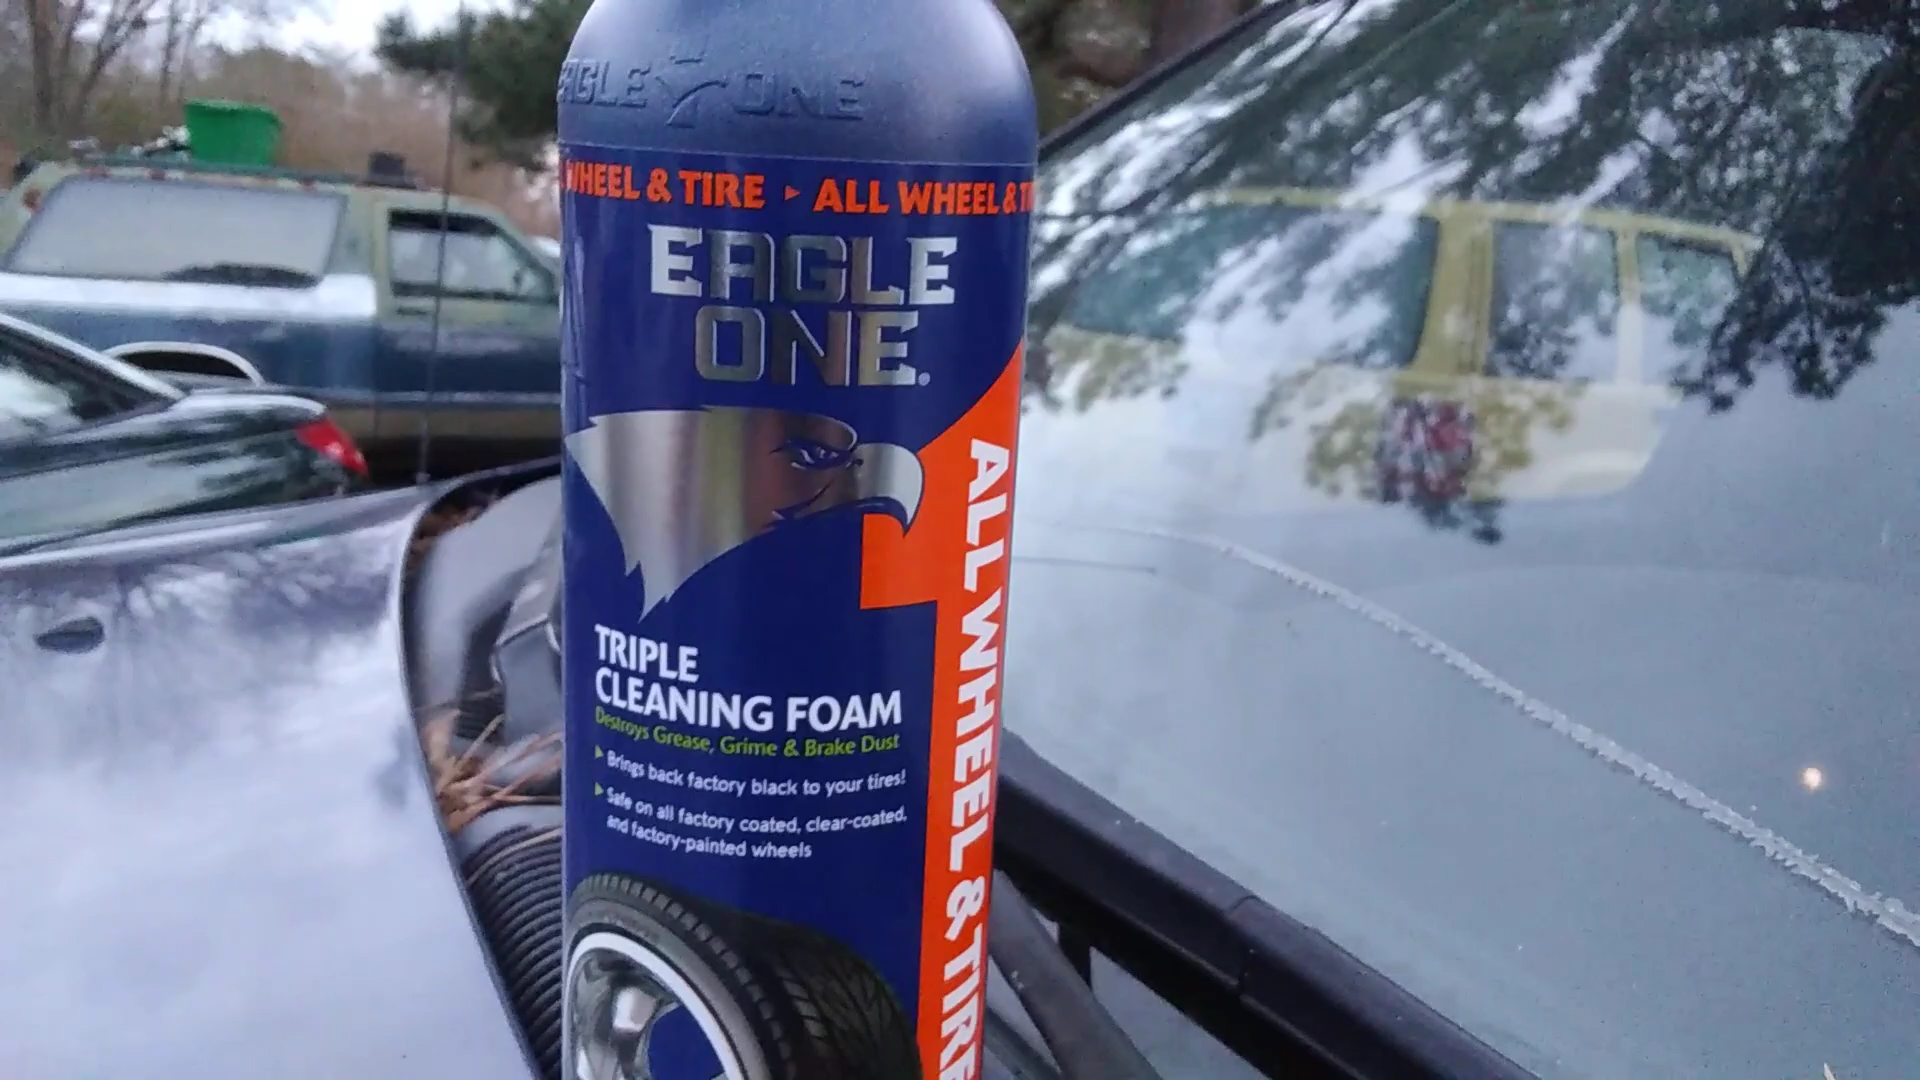 EAGLE ONE
WHEEL & TIRE ▸ ALL WHEEL & TI
EAGLE
ONE.
ALL WHEEL & TIRE
TRIPLE
CLEANING FOAM
Destroys Grease, Grime & Brake Dust
▸ Brings back factory black to your tires!
▸ Safe on all factory coated, clear-coated,
and factory-painted wheels